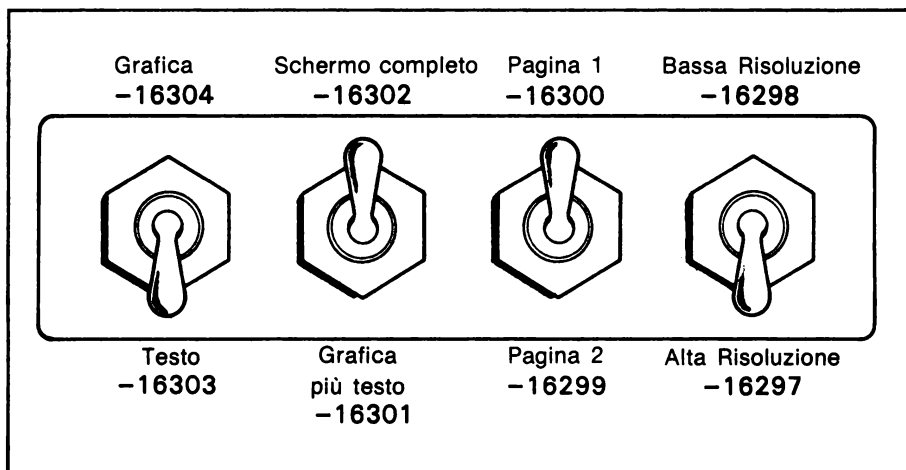 Grafica Schermo completo Pagina 1 Bassa Risoluzione
−16304 −16302 −16300 −16298
Testo Grafica Pagina 2 Alta Risoluzione
−16303 più testo −16299 −16297
−16301